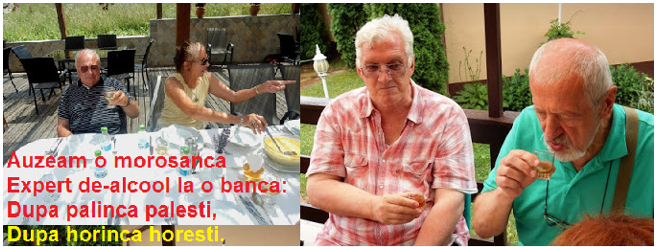 Auzeam o morosanca
Expert de-alcool la o banca:
Dupa palinca palesti,
Dupa horinca horesti.